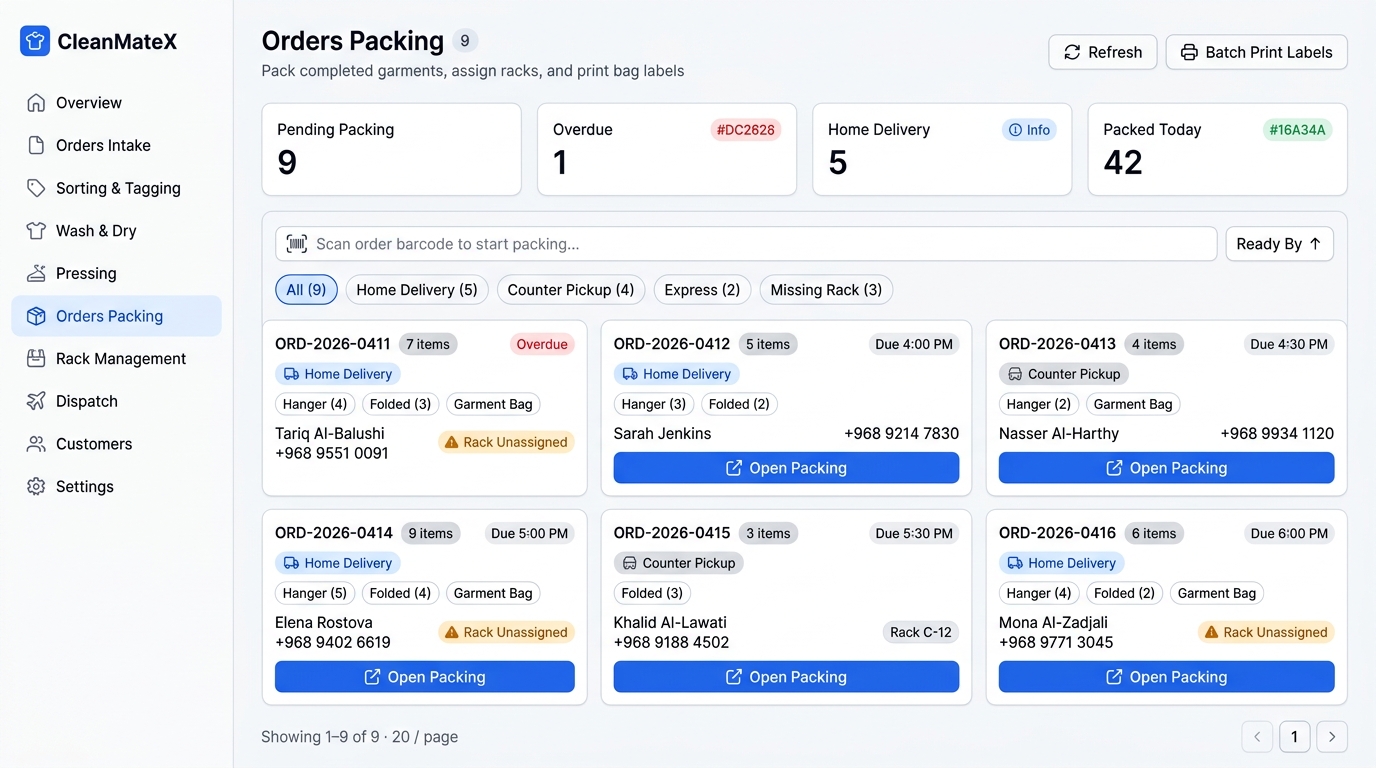 CleanMateX
Overview
Orders Intake
Sorting & Tagging
Wash & Dry
Pressing
Orders Packing
Rack Management
Dispatch
Customers
Settings
Orders Packing 9
Pack completed garments, assign racks, and print bag labels
Refresh
Batch Print Labels
Pending Packing
9
Overdue #DC2628
1
Home Delivery Info
5
Packed Today #16A34A
42
Scan order barcode to start packing...
Ready By ↑
All (9) Home Delivery (5) Counter Pickup (4) Express (2) Missing Rack (3)
ORD-2026-0411 7 items Overdue
Home Delivery
Hanger (4) Folded (3) Garment Bag
Tariq Al-Balushi
+968 9551 0091
Rack Unassigned
ORD-2026-0412 5 items Due 4:00 PM
Home Delivery
Hanger (3) Folded (2)
Sarah Jenkins +968 9214 7830
Open Packing
ORD-2026-0413 4 items Due 4:30 PM
Counter Pickup
Hanger (2) Garment Bag
Nasser Al-Harthy +968 9934 1120
Open Packing
ORD-2026-0414 9 items Due 5:00 PM
Home Delivery
Hanger (5) Folded (4) Garment Bag
Elena Rostova
+968 9402 6619
Rack Unassigned
Open Packing
ORD-2026-0415 3 items Due 5:30 PM
Counter Pickup
Folded (3)
Khalid Al-Lawati
+968 9188 4502
Rack C-12
Open Packing
ORD-2026-0416 6 items Due 6:00 PM
Home Delivery
Hanger (4) Folded (2) Garment Bag
Mona Al-Zadjali
+968 9771 3045
Rack Unassigned
Open Packing
Showing 1–9 of 9 · 20 / page
1